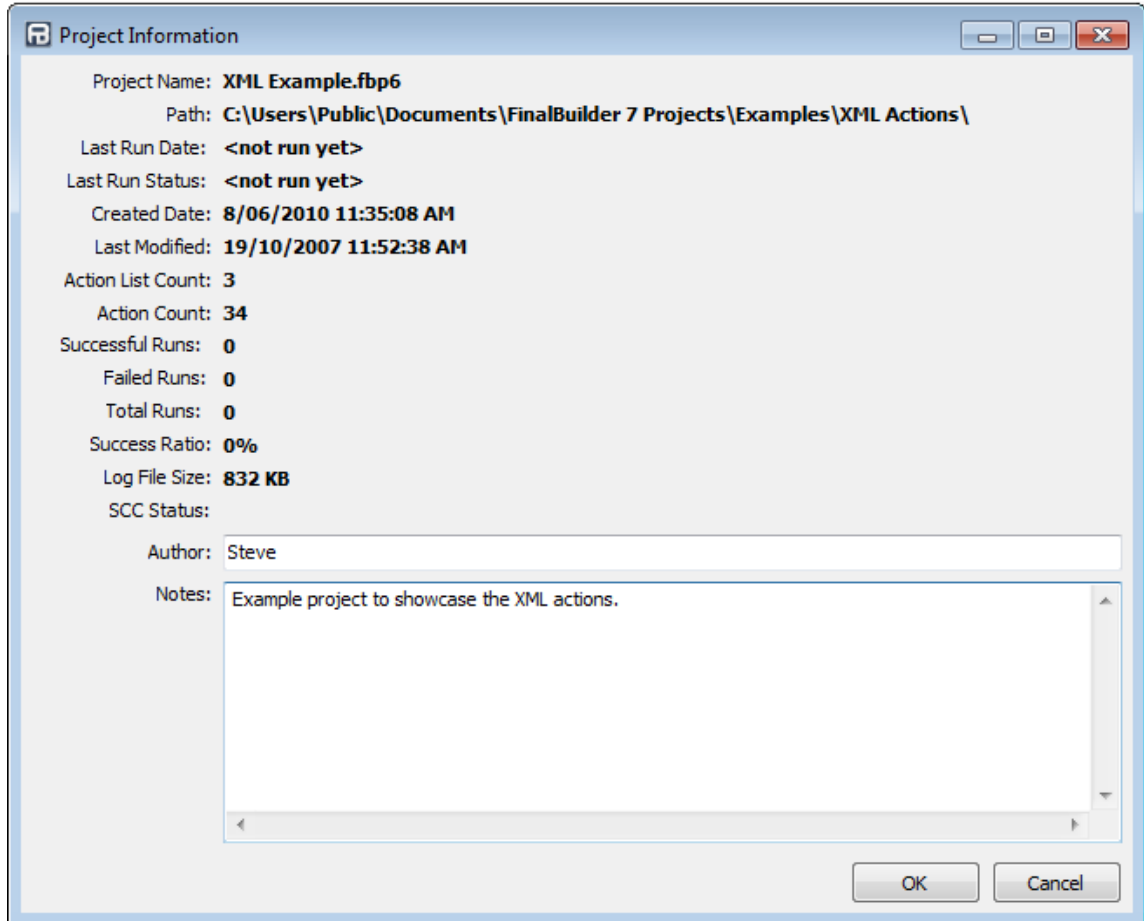 Project Information
Project Name: XML Example.fbp6
Path: C:\Users\Public\Documents\FinalBuilder 7 Projects\Examples\XML Actions\
Last Run Date: <not run yet>
Last Run Status: <not run yet>
Created Date: 8/06/2010 11:35:08 AM
Last Modified: 19/10/2007 11:52:38 AM
Action List Count: 3
Action Count: 34
Successful Runs: 0
Failed Runs: 0
Total Runs: 0
Success Ratio: 0%
Log File Size: 832 KB
SCC Status:
Author: Steve
Notes: Example project to showcase the XML actions.
OK Cancel